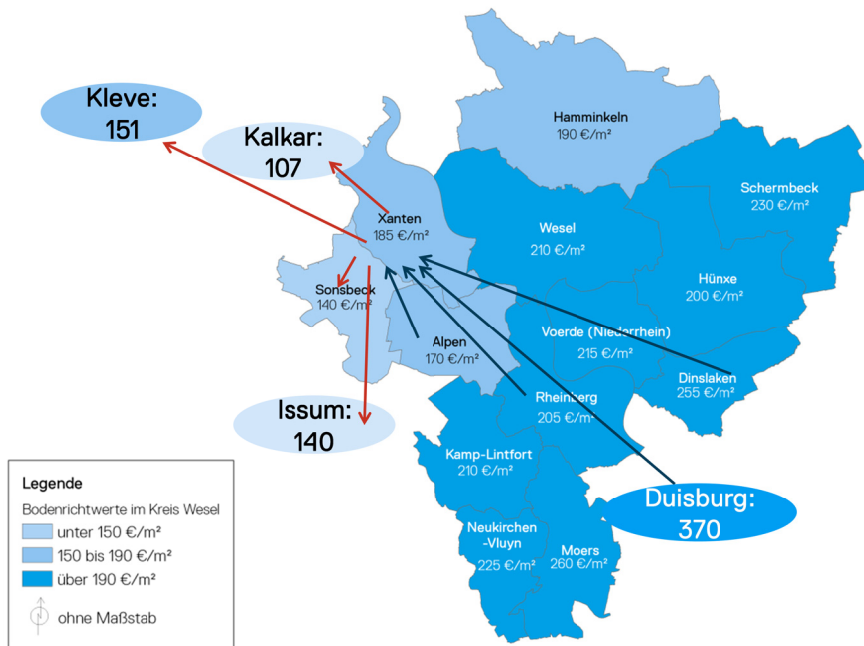 Kleve:
151
Kalkar:
107
Hamminkeln
190 €/m²
Schermbeck
230 €/m²
Xanten
185 €/m²
Wesel
210 €/m²
Hünxe
200 €/m²
Sonsbeck
140 €/m²
Alpen
170 €/m²
Voerde (Niederrhein)
215 €/m²
Dinslaken
255 €/m²
Rheinberg
205 €/m²
Issum:
140
Kamp-Lintfort
210 €/m²
Duisburg:
370
Neukirchen
-Vluyn
225 €/m²
Moers
260 €/m²
Legende
Bodenrichtwerte im Kreis Wesel
unter 150 €/m²
150 bis 190 €/m²
über 190 €/m²
N
ohne Maßstab